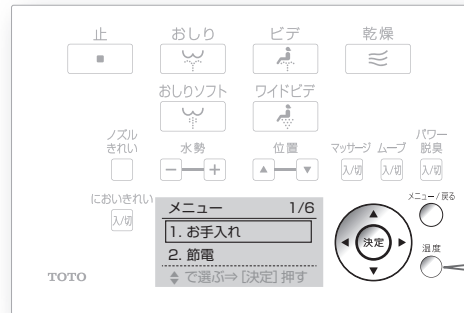 止 おしり ビデ 乾燥
おしりソフト ワイドビデ
ノズル
きれい
水勢 位置 マッサージ ムーブ
パワー
脱臭
− + ▲ ▼ 入/切 入/切 入/切
においきれい
入/切
メニュー 1/6
1. お手入れ
2. 節電
で選ぶ⇒[決定]押す
決定
メニュー/戻る
温度
TOTO